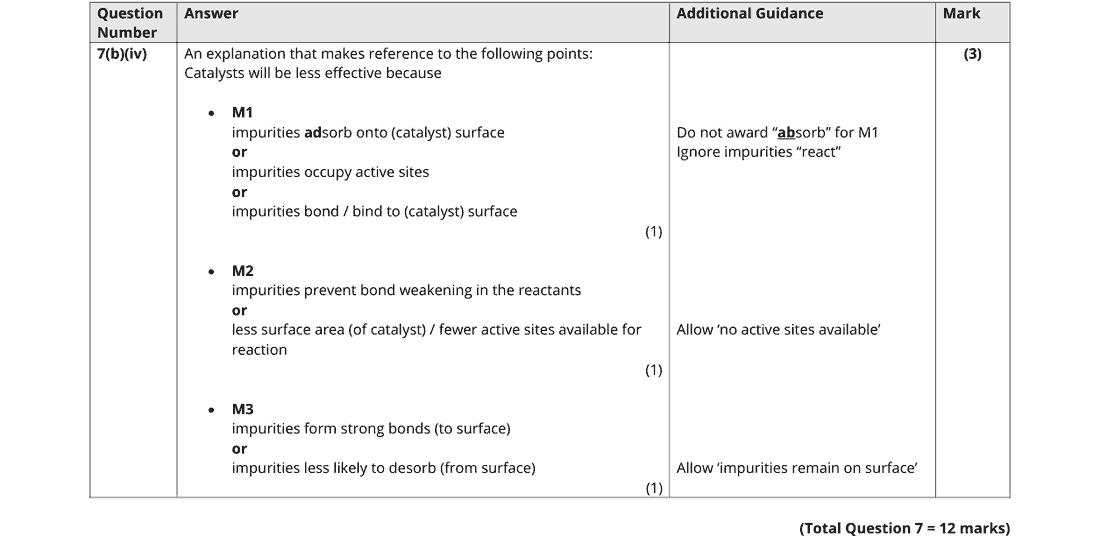 Question Number Answer Additional Guidance Mark
7(b)(iv) An explanation that makes reference to the following points: (3)
Catalysts will be less effective because
• M1
impurities adsorb onto (catalyst) surface Do not award “absorb” for M1
or Ignore impurities “react”
impurities occupy active sites
or
impurities bond / bind to (catalyst) surface
(1)
• M2
impurities prevent bond weakening in the reactants
or
less surface area (of catalyst) / fewer active sites available for Allow ‘no active sites available’
reaction
(1)
• M3
impurities form strong bonds (to surface)
or
impurities less likely to desorb (from surface) Allow ‘impurities remain on surface’
(1)
(Total Question 7 = 12 marks)